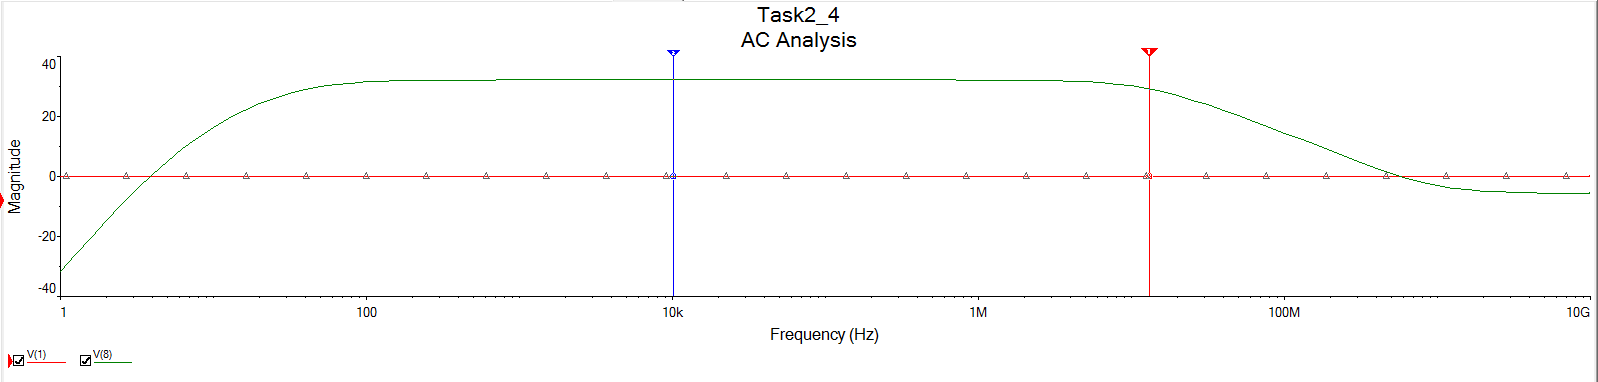 Task2_4
AC Analysis
40
20
0
-20
-40
Magnitude
1 100 10k 1M 100M 10G
Frequency (Hz)
V(1) V(8)